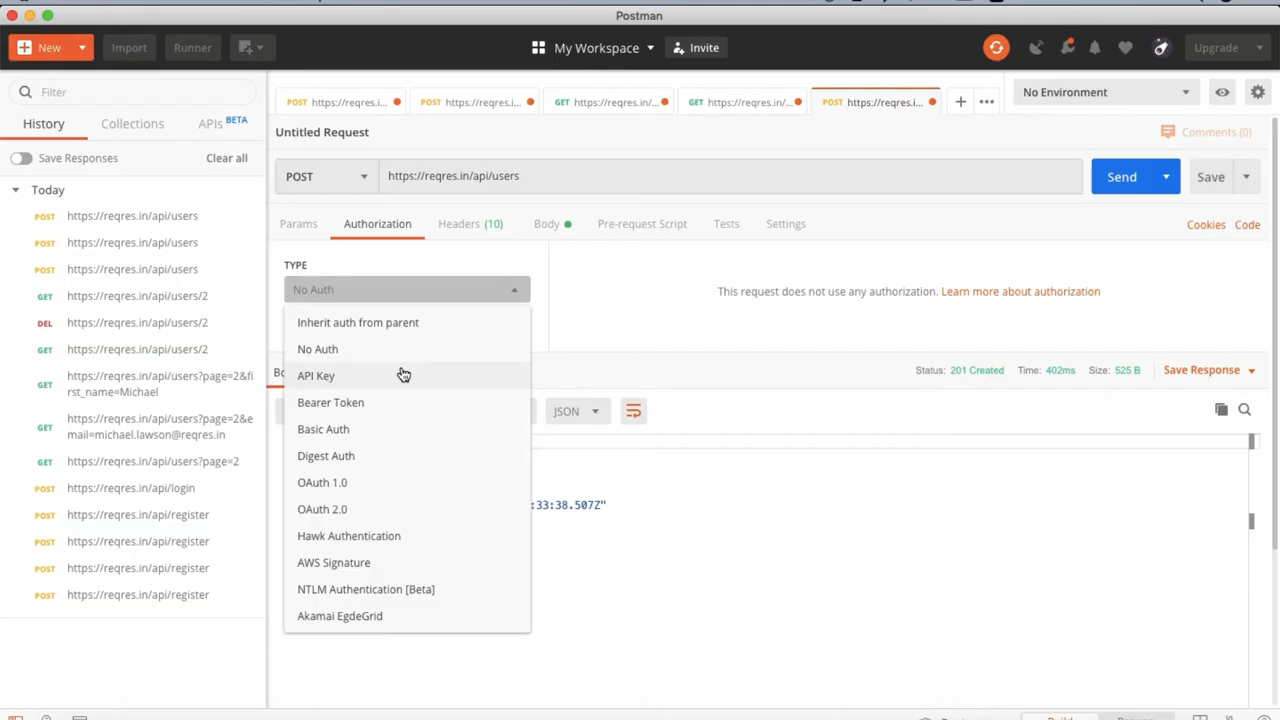 Postman
New
Import
Runner
My Workspace
Invite
Upgrade
Filter
History
Collections
APIs BETA
Save Responses
Clear all
Today
POST https://reqres.in/api/users
POST https://reqres.in/api/users
POST https://reqres.in/api/users
GET https://reqres.in/api/users/2
DEL https://reqres.in/api/users/2
GET https://reqres.in/api/users/2
GET https://reqres.in/api/users?page=2&fi
rst_name=Michael
GET https://reqres.in/api/users?page=2&e
mail=michael.lawson@reqres.in
GET https://reqres.in/api/users?page=2
POST https://reqres.in/api/login
POST https://reqres.in/api/register
POST https://reqres.in/api/register
POST https://reqres.in/api/register
POST https://reqres.in/api/register
POST https://reqres.i...
POST https://reqres.i...
GET https://reqres.in/...
GET https://reqres.in/...
POST https://reqres.i...
No Environment
Untitled Request
Comments (0)
POST https://reqres.in/api/users
Send
Save
Params
Authorization
Headers (10)
Body
Pre-request Script
Tests
Settings
Cookies
Code
TYPE
No Auth
This request does not use any authorization. Learn more about authorization
Inherit auth from parent
No Auth
API Key
Bearer Token
Basic Auth
Digest Auth
OAuth 1.0
OAuth 2.0
Hawk Authentication
AWS Signature
NTLM Authentication [Beta]
Akamai EgdeGrid
Status: 201 Created
Time: 402ms
Size: 525 B
Save Response
JSON
:33:38.507Z"